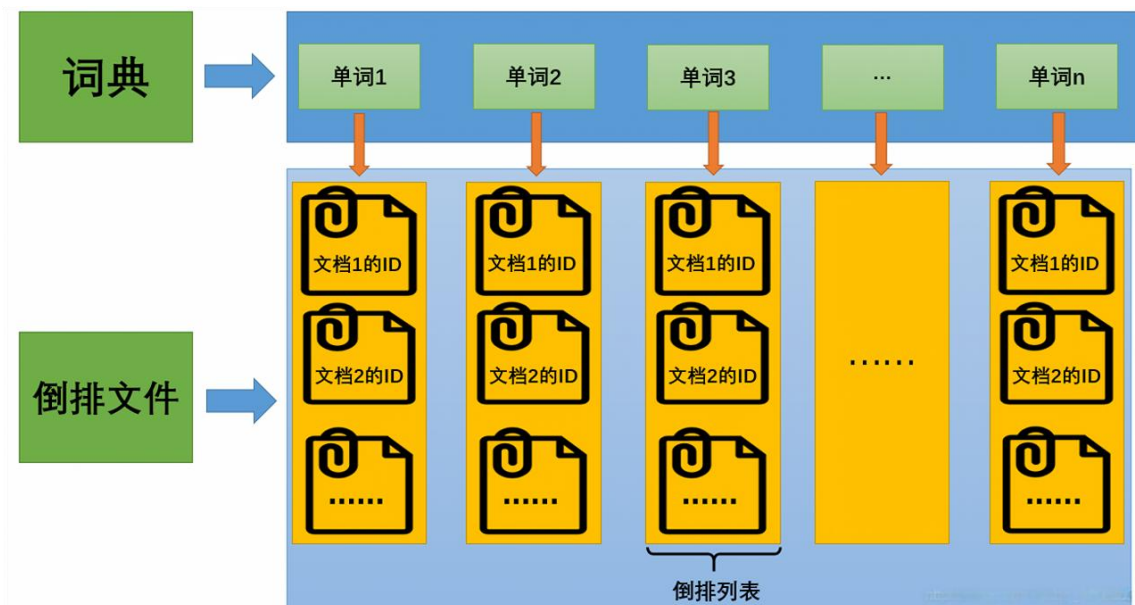 词典
单词1
单词2
单词3
...
单词n
文档1的ID
文档1的ID
文档1的ID
文档1的ID
文档2的ID
文档2的ID
文档2的ID
......
文档2的ID
倒排文件
......
......
......
......
倒排列表